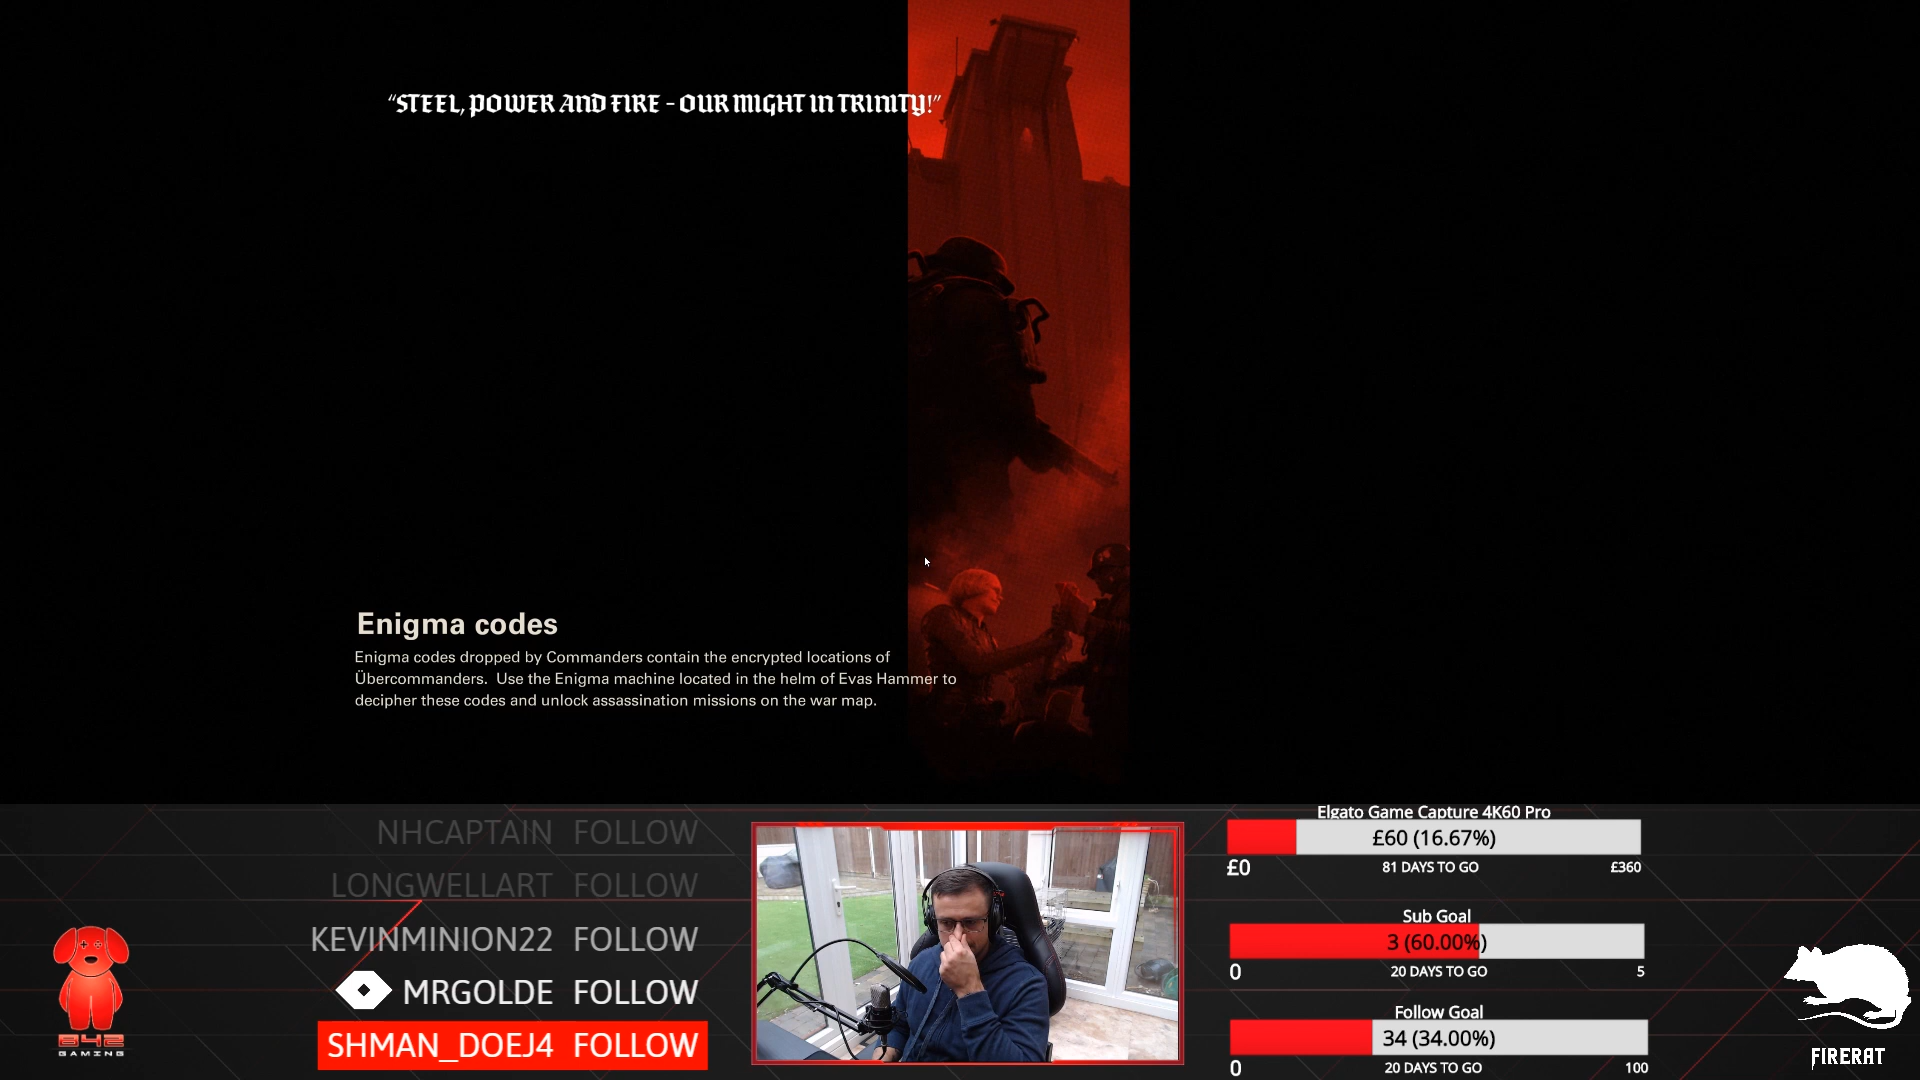 “STEEL, POWER AND FIRE - OUR MIGHT IN TRINITY!”
Enigma codes
Enigma codes dropped by Commanders contain the encrypted locations of
Übercommanders.  Use the Enigma machine located in the helm of Evas Hammer to
decipher these codes and unlock assassination missions on the war map.
NHCAPTAIN FOLLOW
LONGWELLART FOLLOW
KEVINMINION22 FOLLOW
MRGOLDE FOLLOW
SHMAN_DOEJ4 FOLLOW
B42
GAMING
Elgato Game Capture 4K60 Pro
£60 (16.67%)
£0 81 DAYS TO GO £360
Sub Goal
3 (60.00%)
0 20 DAYS TO GO 5
Follow Goal
34 (34.00%)
0 20 DAYS TO GO 100
FIRERAT